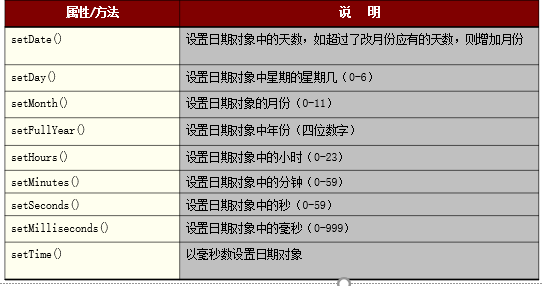 属性/方法 说 明
setDate() 设置日期对象中的天数，如超过了改月份应有的天数，则增加月份
setDay() 设置日期对象中星期的星期几（0-6）
setMonth() 设置日期对象的月份（0-11）
setFullYear() 设置日期对象中年份（四位数字）
setHours() 设置日期对象中的小时（0-23）
setMinutes() 设置日期对象中的分钟（0-59）
setSeconds() 设置日期对象中的秒（0-59）
setMilliseconds() 设置日期对象中的毫秒（0-999）
setTime() 以毫秒数设置日期对象